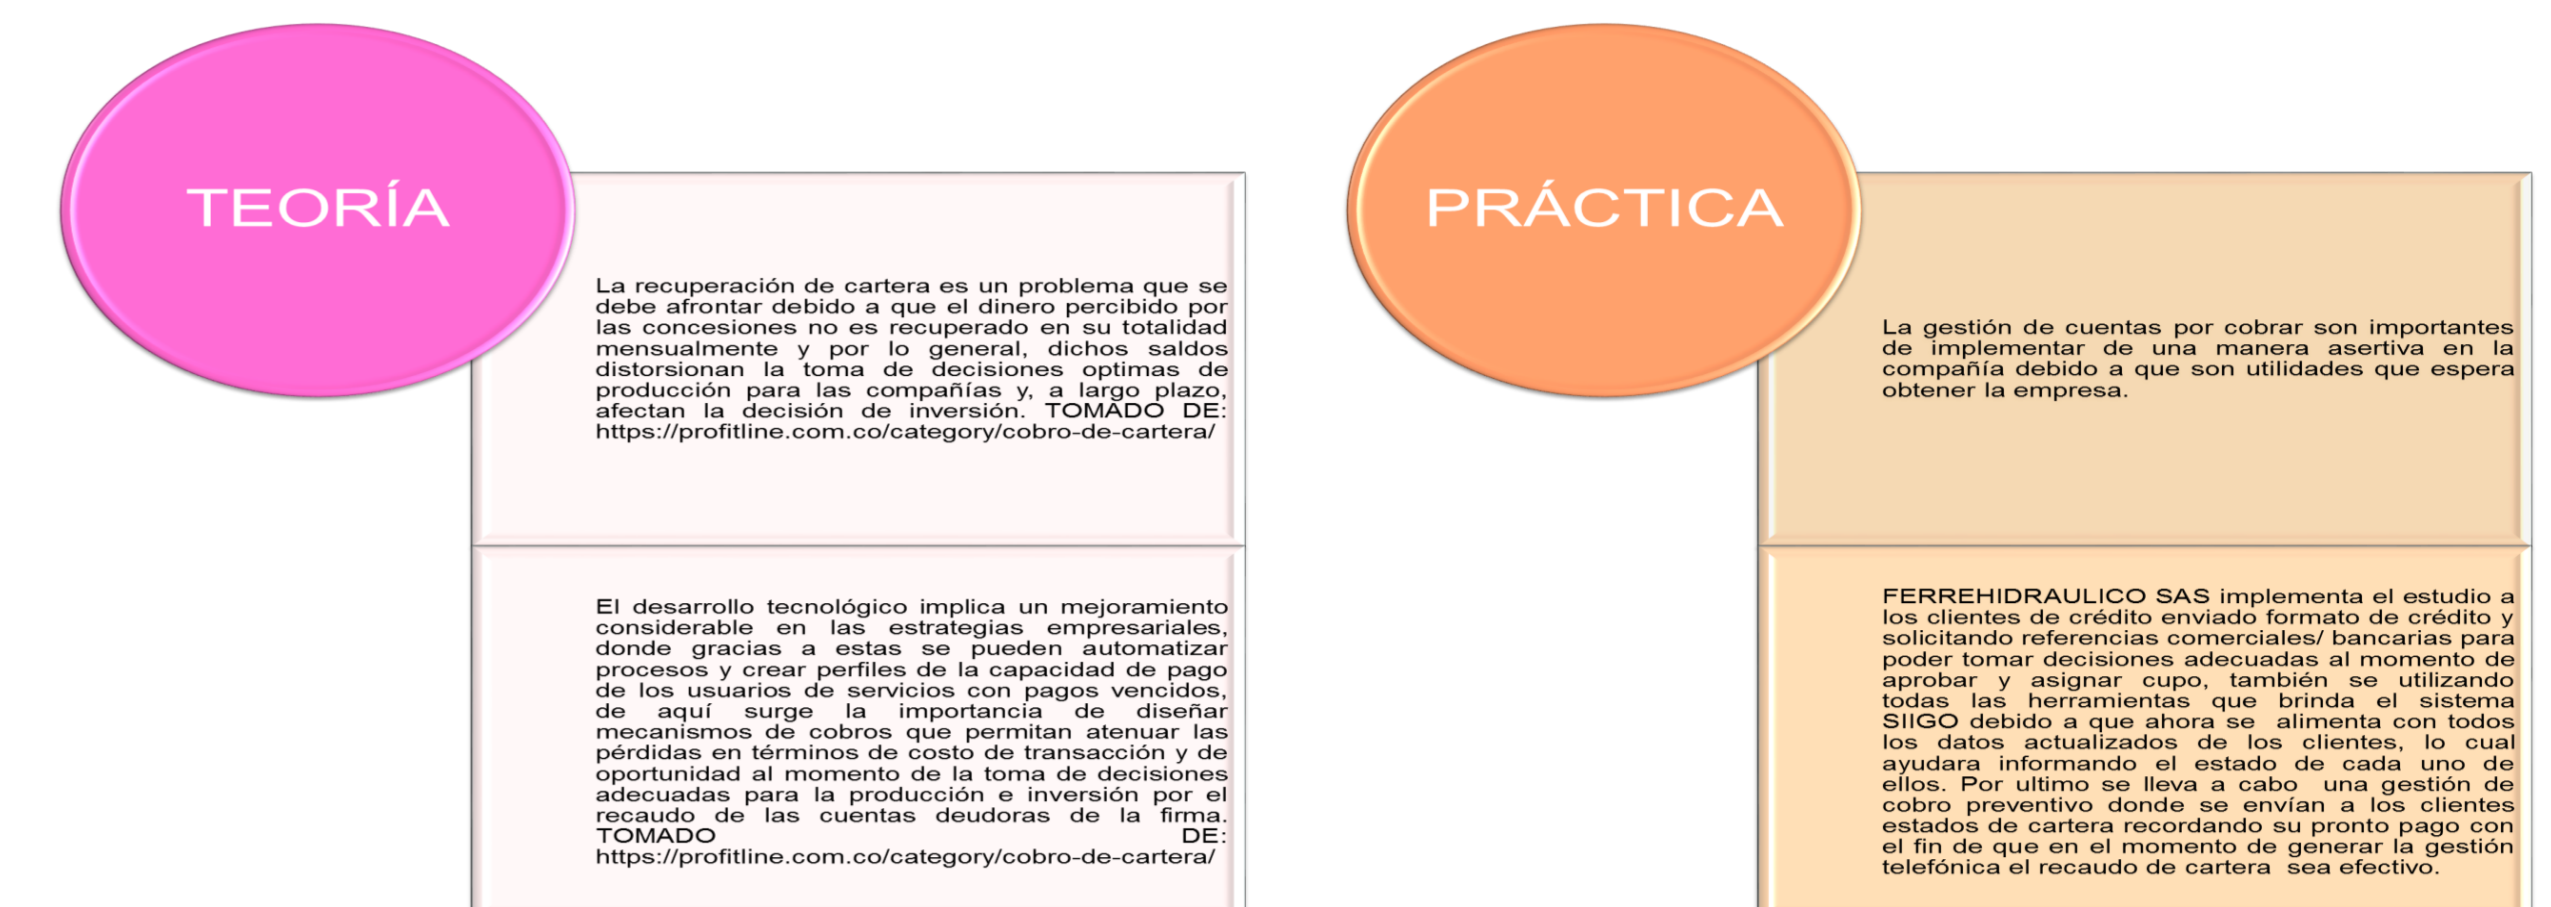 TEORÍA
La recuperación de cartera es un problema que se
debe afrontar debido a que el dinero percibido por
las concesiones no es recuperado en su totalidad
mensualmente y por lo general, dichos saldos
distorsionan la toma de decisiones optimas de
producción para las compañías y, a largo plazo,
afectan la decisión de inversión. TOMADO DE:
https://profitline.com.co/category/cobro-de-cartera/
El desarrollo tecnológico implica un mejoramiento
considerable en las estrategias empresariales,
donde gracias a estas se pueden automatizar
procesos y crear perfiles de la capacidad de pago
de los usuarios de servicios con pagos vencidos,
de aquí surge la importancia de diseñar
mecanismos de cobros que permitan atenuar las
pérdidas en términos de costo de transacción y de
oportunidad al momento de la toma de decisiones
adecuadas para la producción e inversión por el
recaudo de las cuentas deudoras de la firma.
TOMADO DE:
https://profitline.com.co/category/cobro-de-cartera/
PRÁCTICA
La gestión de cuentas por cobrar son importantes
de implementar de una manera asertiva en la
compañía debido a que son utilidades que espera
obtener la empresa.
FERREHIDRAULICO SAS implementa el estudio a
los clientes de crédito enviado formato de crédito y
solicitando referencias comerciales/ bancarias para
poder tomar decisiones adecuadas al momento de
aprobar y asignar cupo, también se utilizando
todas las herramientas que brinda el sistema
SIIGO debido a que ahora se alimenta con todos
los datos actualizados de los clientes, lo cual
ayudara informando el estado de cada uno de
ellos. Por ultimo se lleva a cabo una gestión de
cobro preventivo donde se envían a los clientes
estados de cartera recordando su pronto pago con
el fin de que en el momento de generar la gestión
telefónica el recaudo de cartera sea efectivo.